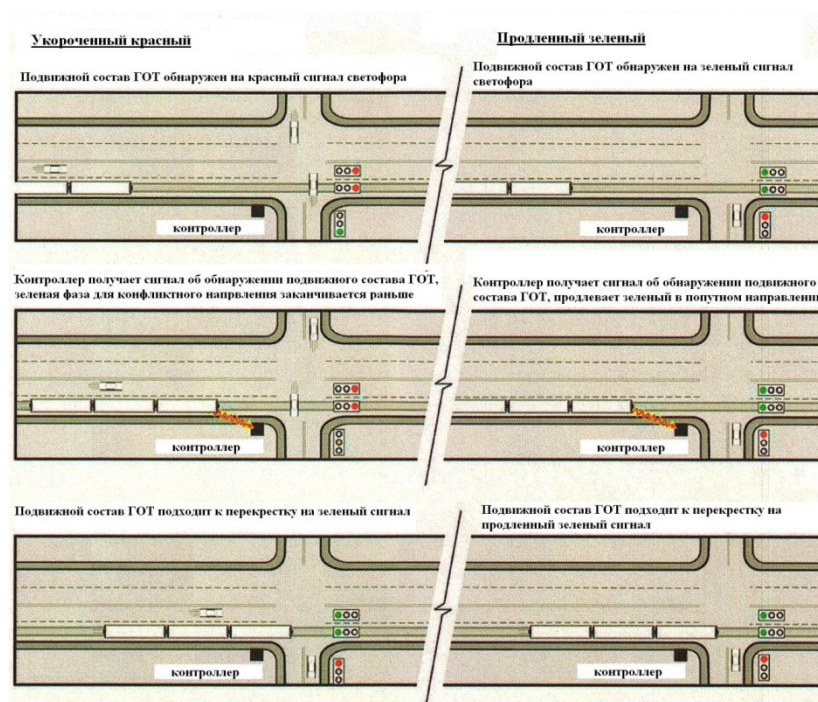 Укороченный красный
Продленный зеленый
Подвижной состав ГОТ обнаружен на красный сигнал светофора
Подвижной состав ГОТ обнаружен на зеленый сигнал
светофора
контроллер
контроллер
Контроллер получает сигнал об обнаружении подвижного состава ГОТ,
зеленая фаза для конфликтного напрвления заканчивается раньше
Контроллер получает сигнал об обнаружении подвижного
состава ГОТ, продлевает зеленый в попутном направлени
контроллер
контроллер
Подвижной состав ГОТ подходит к перекрестку на зеленый сигнал
Подвижной состав ГОТ подходит к перекрестку на
продленный зеленый сигнал
контроллер
контроллер